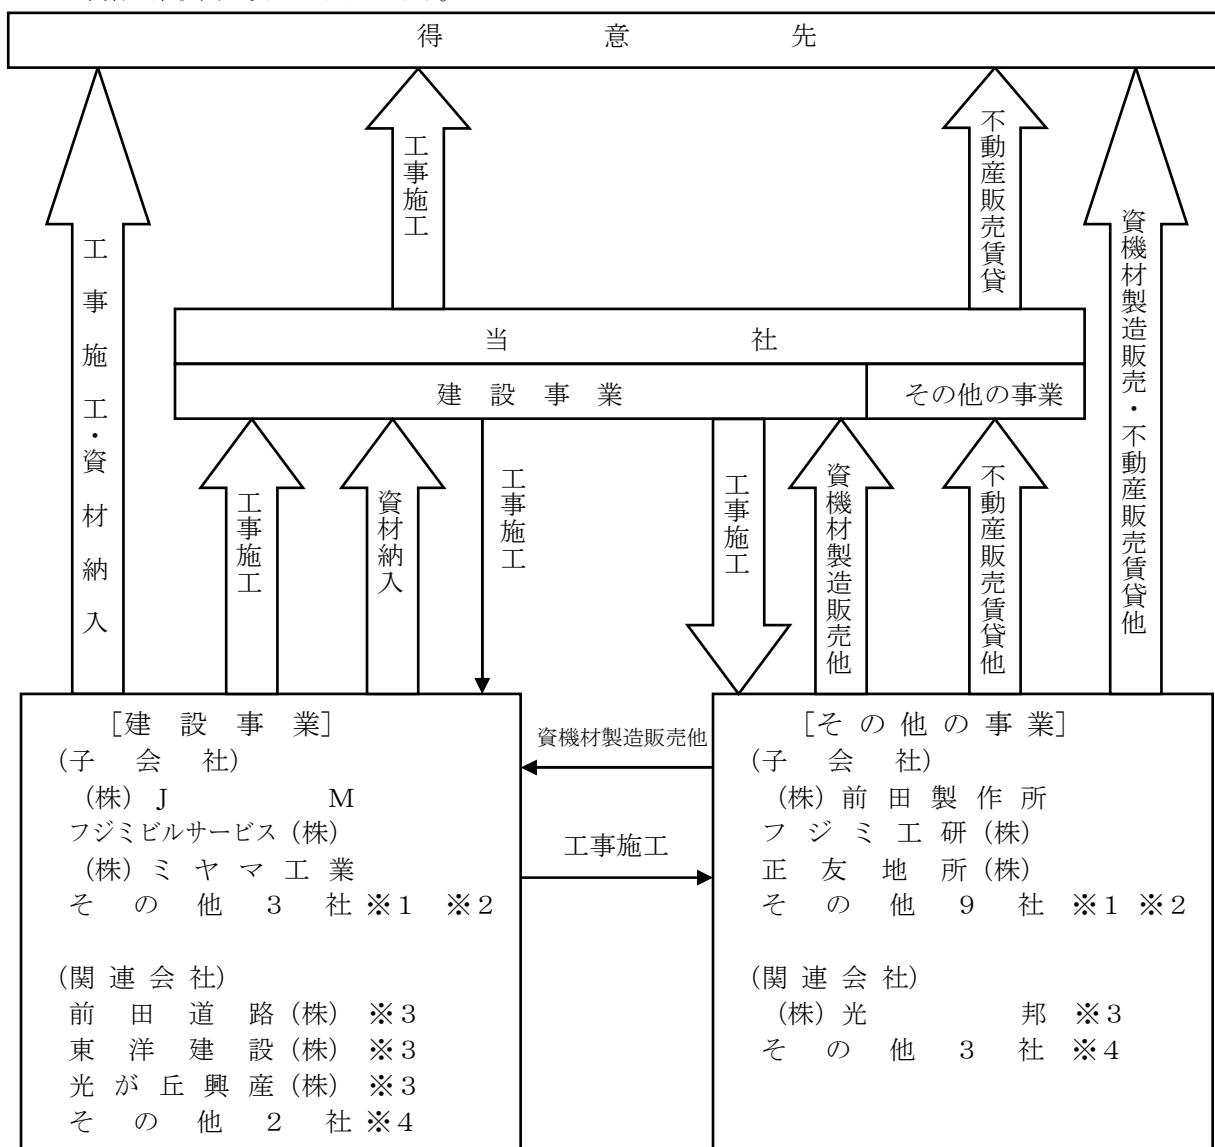 得意先
工事施工・資材納入
工事施工
不動産販売賃貸
資機材製造販売・不動産販売賃貸他
当社
建設事業
その他の事業
工事施工
資材納入
工事施工
工事施工
資機材製造販売他
不動産販売賃貸他
[建設事業]
(子会社)
(株)JM
フジミビルサービス(株)
(株)ミヤマ工業
その他3社※1 ※2
(関連会社)
前田道路(株) ※3
東洋建設(株) ※3
光が丘興産(株) ※3
その他2社※4
資機材製造販売他
工事施工
[その他の事業]
(子会社)
(株)前田製作所
フジミ工研(株)
正友地所(株)
その他9社 ※1 ※2
(関連会社)
(株)光邦 ※3
その他3社 ※4